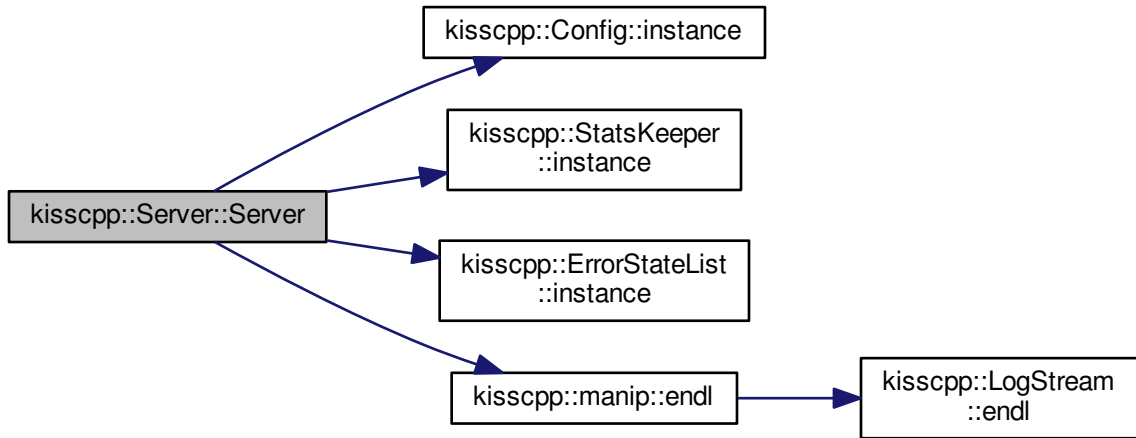 kisscpp::Config::instance
kisscpp::StatsKeeper
::instance
kisscpp::Server::Server
kisscpp::ErrorStateList
::instance
kisscpp::manip::endl
kisscpp::LogStream
::endl